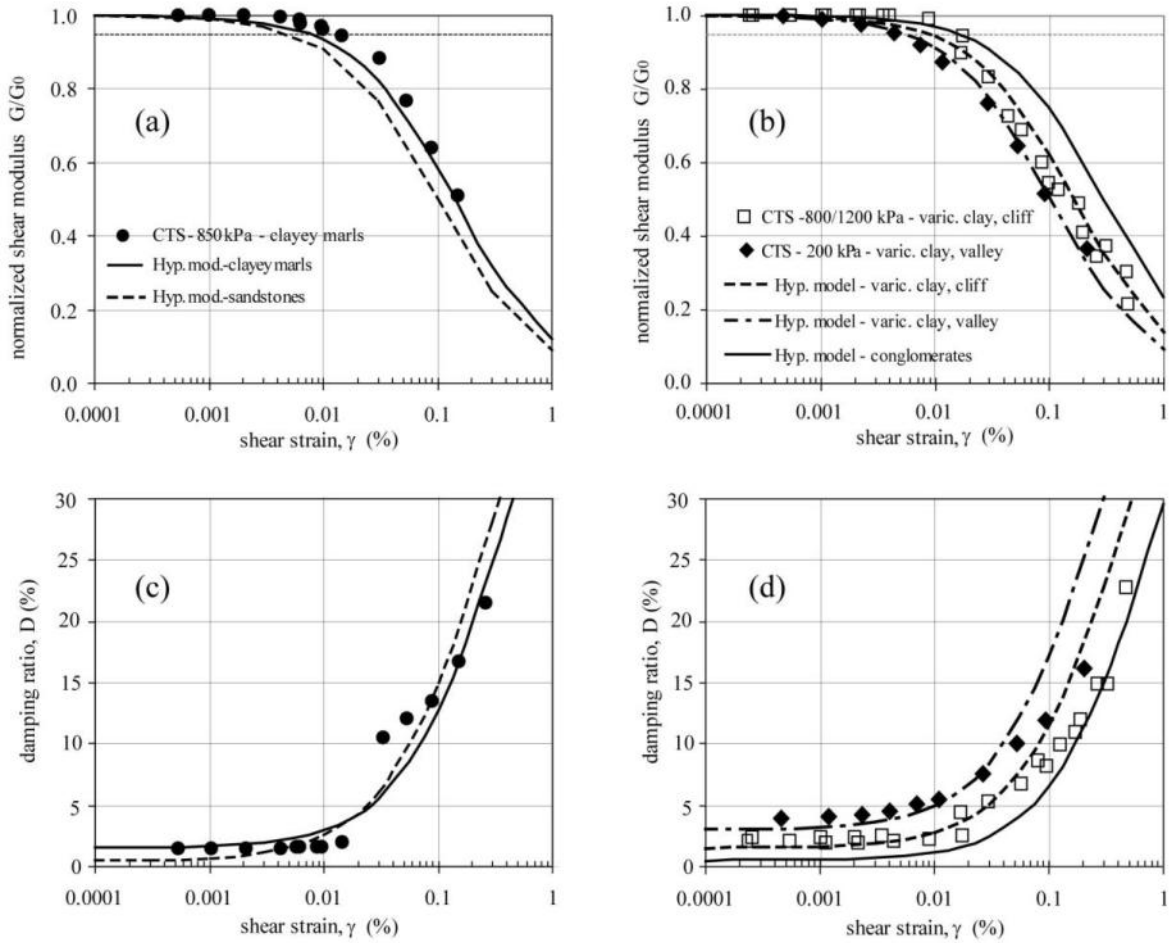 1.0
0.8
0.6
0.4
0.2
0.0
normalized shear modulus G/G0
(a)
CTS - 850 kPa - clayey marls
Hyp. mod.-clayey marls
Hyp. mod.-sandstones
0.0001 0.001 0.01 0.1 1
shear strain, γ (%)
1.0
0.8
0.6
0.4
0.2
0.0
normalized shear modulus G/G0
(b)
CTS -800/1200 kPa - varic. clay, cliff
CTS - 200 kPa - varic. clay, valley
Hyp. model - varic. clay, cliff
Hyp. model - varic. clay, valley
Hyp. model - conglomerates
0.0001 0.001 0.01 0.1 1
shear strain, γ (%)
30
25
20
15
10
5
0
damping ratio, D (%)
(c)
0.0001 0.001 0.01 0.1 1
shear strain, γ (%)
30
25
20
15
10
5
0
damping ratio, D (%)
(d)
0.0001 0.001 0.01 0.1 1
shear strain, γ (%)